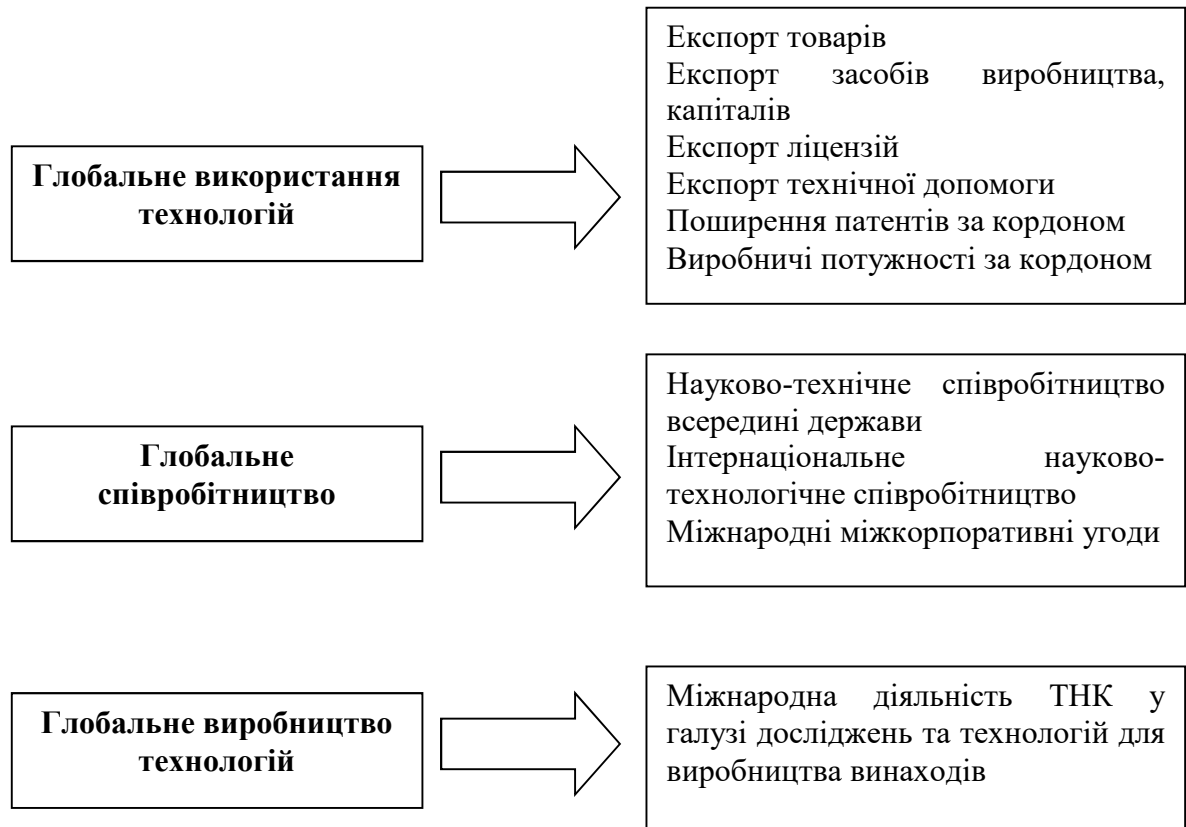 Глобальне використання
технологій
Експорт товарів
Експорт засобів виробництва,
капіталів
Експорт ліцензій
Експорт технічної допомоги
Поширення патентів за кордоном
Виробничі потужності за кордоном
Глобальне
співробітництво
Науково-технічне співробітництво
всередині держави
Інтернаціональне науково-
технологічне співробітництво
Міжнародні міжкорпоративні угоди
Глобальне виробництво
технологій
Міжнародна діяльність ТНК у
галузі досліджень та технологій для
виробництва винаходів